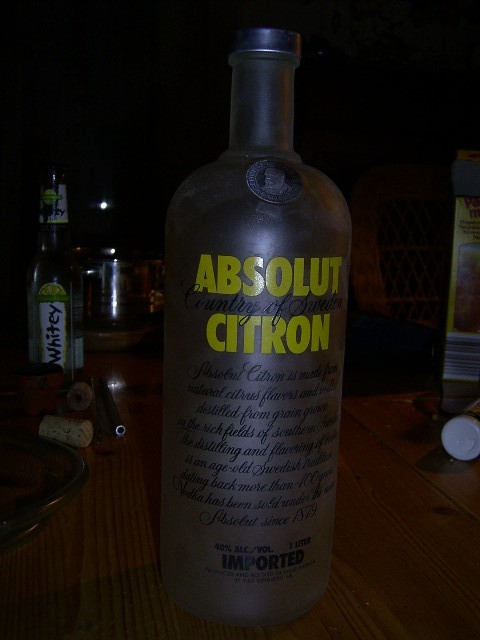 ABSOLUT
Country of Sweden
CITRON
Absolut Citron is made from
natural citrus flavors and
distilled from grain grown
in the rich fields of southern
The distilling and flavoring of
is an age-old Swedish tradition
dating back more than 400
Vodka has been sold under the
Absolut since 1879
40% ALC./VOL. 1 LITER
IMPORTED
Whitey